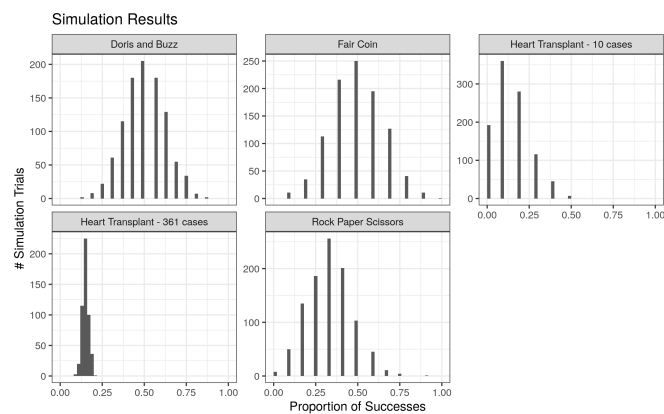 Simulation Results
Doris and Buzz
Fair Coin
Heart Transplant - 10 cases
200
150
100
50
0
250
200
150
100
50
0
300
200
100
0
0.00 0.25 0.50 0.75 1.00
Heart Transplant - 361 cases
Rock Paper Scissors
200
150
100
50
0
200
100
0
0.00 0.25 0.50 0.75 1.00
0.00 0.25 0.50 0.75 1.00
# Simulation Trials
Proportion of Successes